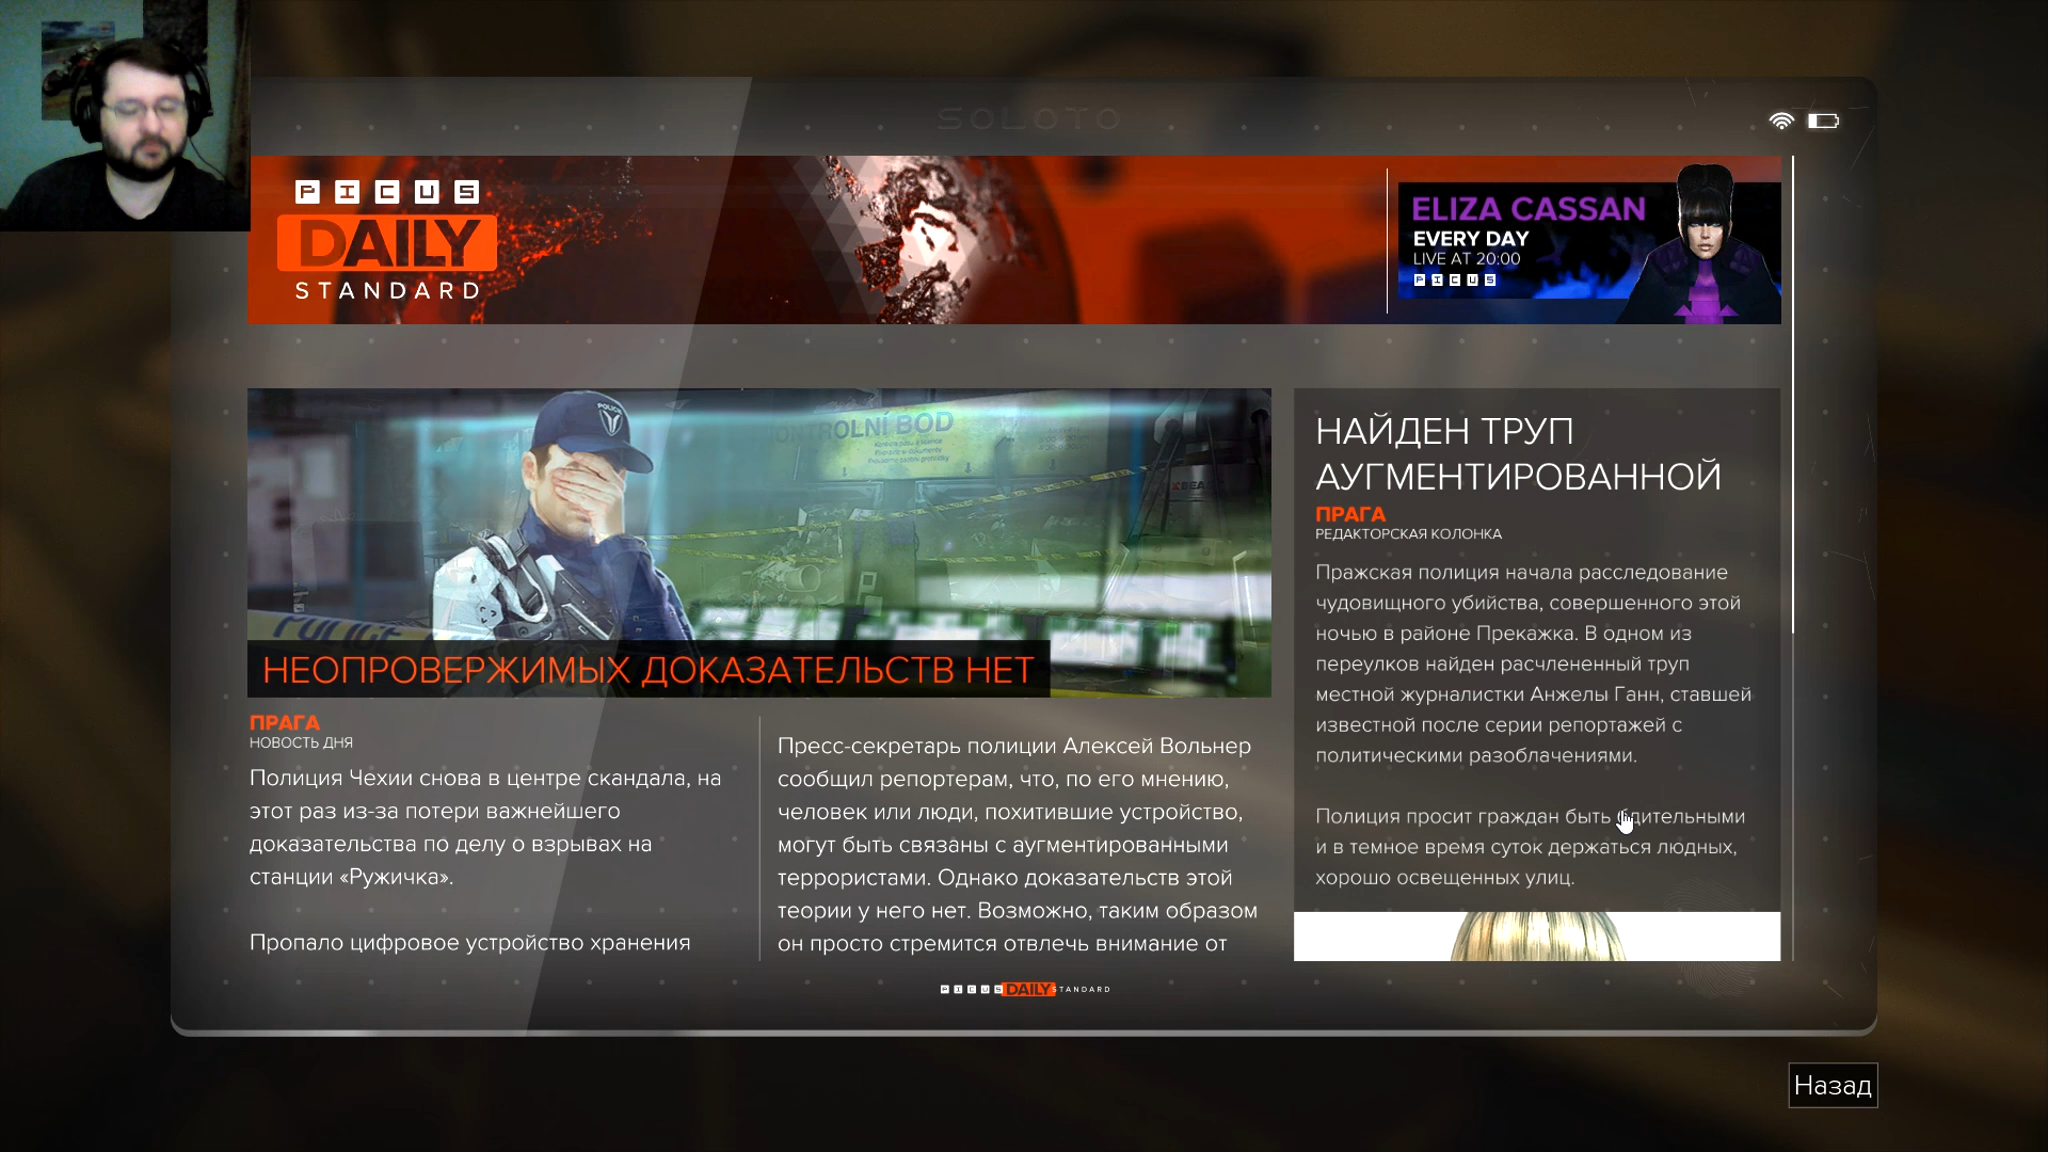 SOLOTO
PICUS
DAILY
STANDARD
ELIZA CASSAN
EVERY DAY
LIVE AT 20:00
PICUS
POLICIE
KONTROLNÍ BOD
POLICE
НЕОПРОВЕРЖИМЫХ ДОКАЗАТЕЛЬСТВ НЕТ
ПРАГА
НОВОСТЬ ДНЯ
Полиция Чехии снова в центре скандала, на
этот раз из-за потери важнейшего
доказательства по делу о взрывах на
станции «Ружичка».
Пропало цифровое устройство хранения
Пресс-секретарь полиции Алексей Вольнер
сообщил репортерам, что, по его мнению,
человек или люди, похитившие устройство,
могут быть связаны с аугментированными
террористами. Однако доказательств этой
теории у него нет. Возможно, таким образом
он просто стремится отвлечь внимание от
НАЙДЕН ТРУП
АУГМЕНТИРОВАННОЙ
ПРАГА
РЕДАКТОРСКАЯ КОЛОНКА
Пражская полиция начала расследование
чудовищного убийства, совершенного этой
ночью в районе Прекажка. В одном из
переулков найден расчлененный труп
местной журналистки Анжелы Ганн, ставшей
известной после серии репортажей с
политическими разоблачениями.
Полиция просит граждан быть бдительными
и в темное время суток держаться людных,
хорошо освещенных улиц.
PICUS DAILY STANDARD
Назад